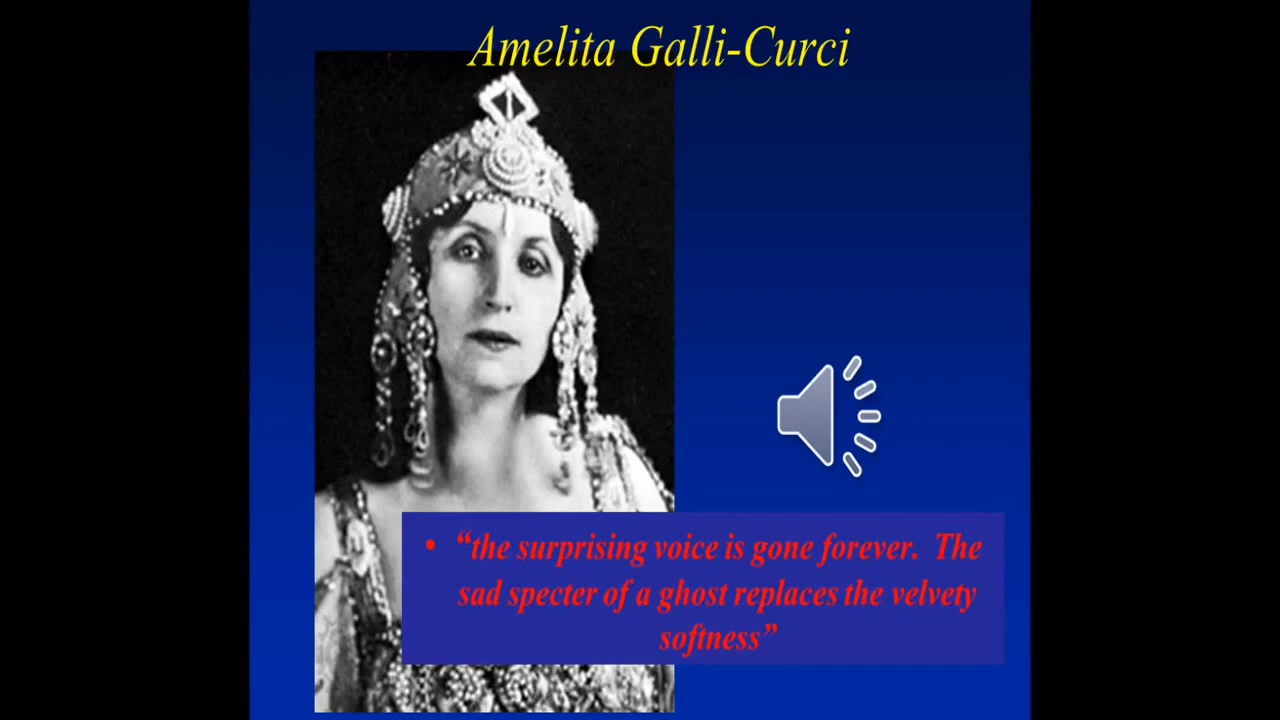 Amelita Galli-Curci
• “the surprising voice is gone forever.  The
sad specter of a ghost replaces the velvety
softness”